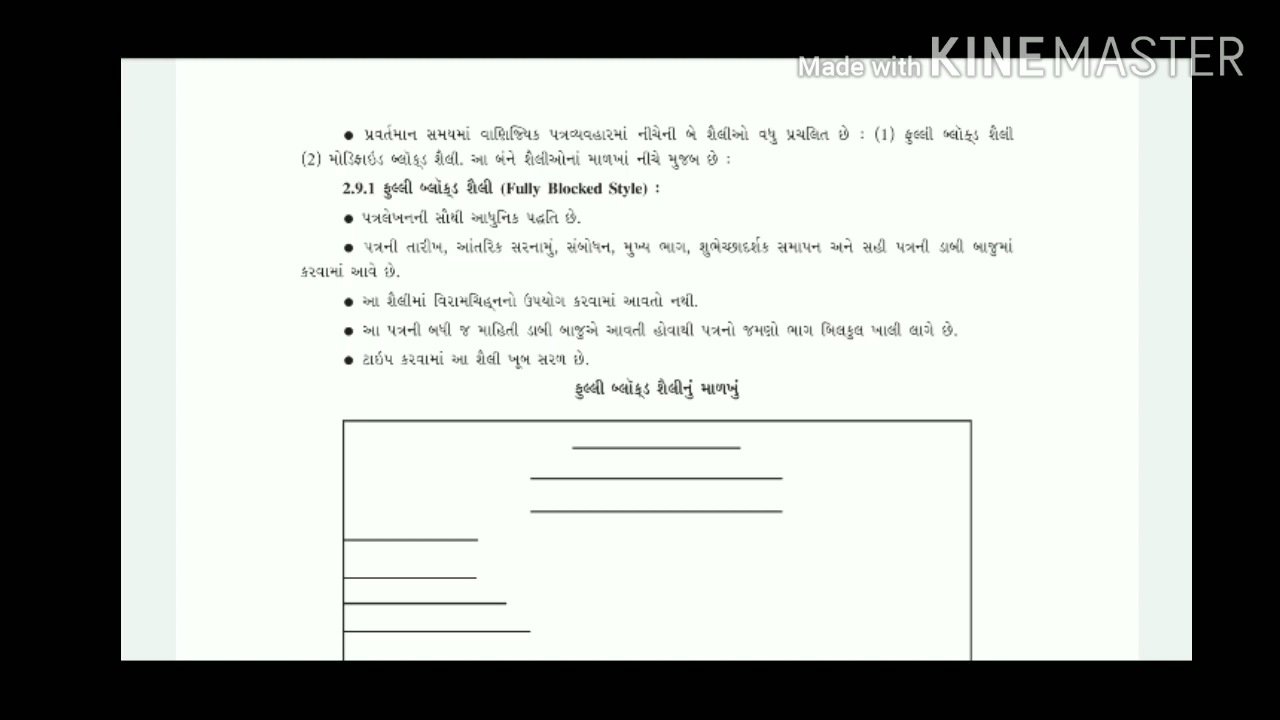 Made with KINEMASTER
● પ્રવર્તમાન સમયમાં વાણિજ્યિક પત્રવ્યવહારમાં નીચેની બે શૈલીઓ વધુ પ્રચલિત છે : (1) ફુલ્લી બ્લૉક્ડ શૈલી
(2) મોડિફાઇડ બ્લૉક્ડ શૈલી. આ બંને શૈલીઓનાં માળખાં નીચે મુજબ છે :
2.9.1 ફુલ્લી બ્લૉક્ડ શૈલી (Fully Blocked Style) :
● પત્રલેખનની સૌથી આધુનિક પદ્ધતિ છે.
● પત્રની તારીખ, આંતરિક સરનામું, સંબોધન, મુખ્ય ભાગ, શુભેચ્છાદર્શક સમાપન અને સહી પત્રની ડાબી બાજુમાં
કરવામાં આવે છે.
● આ શૈલીમાં વિરામચિહ્‌નનો ઉપયોગ કરવામાં આવતો નથી.
● આ પત્રની બધી જ માહિતી ડાબી બાજુએ આવતી હોવાથી પત્રનો જમણો ભાગ બિલકુલ ખાલી લાગે છે.
● ટાઇપ કરવામાં આ શૈલી ખૂબ સરળ છે.
ફુલ્લી બ્લૉક્ડ શૈલીનું માળખું